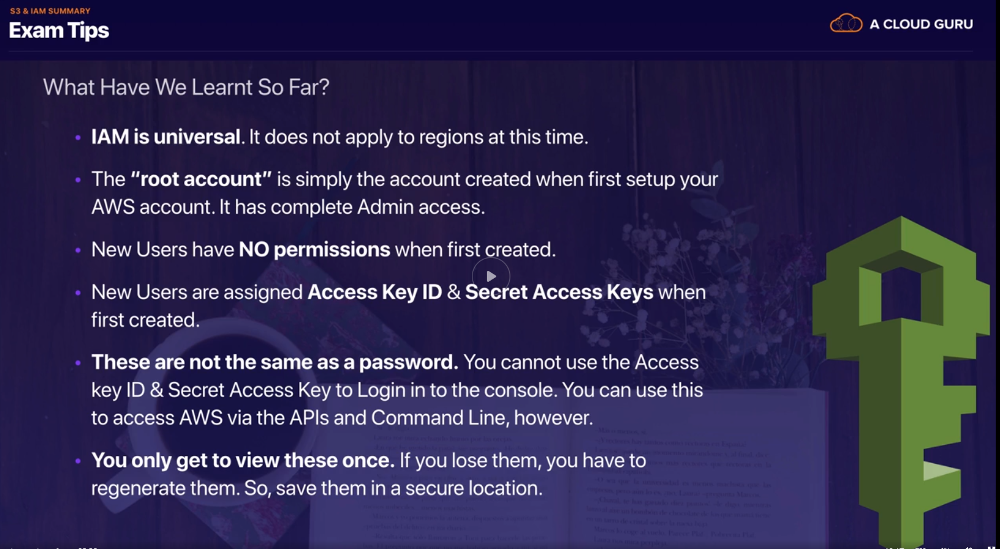 S3 & IAM SUMMARY
Exam Tips
A CLOUD GURU
What Have We Learnt So Far?
• IAM is universal. It does not apply to regions at this time.
• The “root account” is simply the account created when first setup your
AWS account. It has complete Admin access.
• New Users have NO permissions when first created.
• New Users are assigned Access Key ID & Secret Access Keys when
first created.
• These are not the same as a password. You cannot use the Access
key ID & Secret Access Key to Login in to the console. You can use this
to access AWS via the APIs and Command Line, however.
• You only get to view these once. If you lose them, you have to
regenerate them. So, save them in a secure location.